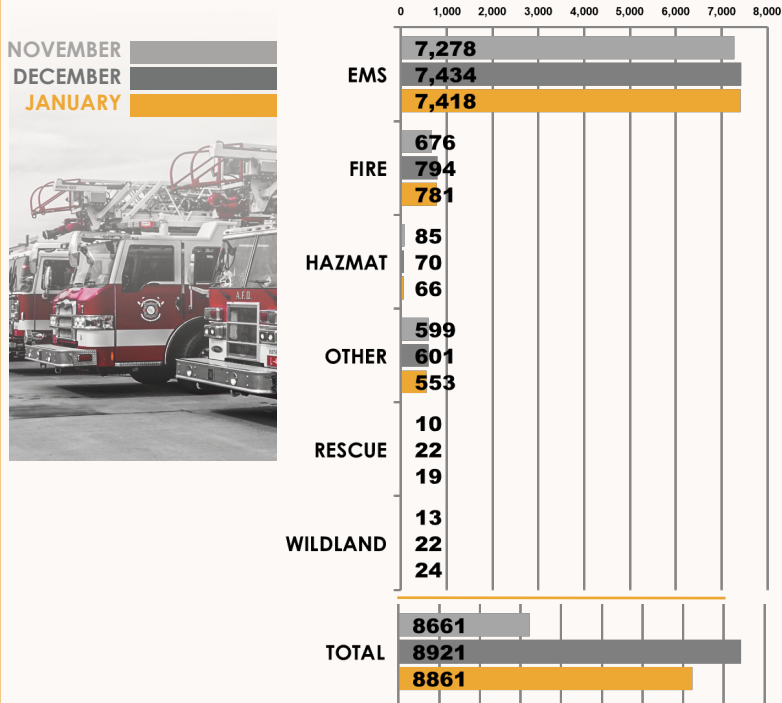 0 1,000 2,000 3,000 4,000 5,000 6,000 7,000 8,000
NOVEMBER
DECEMBER
JANUARY
EMS
7,278
7,434
7,418
FIRE
676
794
781
HAZMAT
85
70
66
OTHER
599
601
553
RESCUE
10
22
19
WILDLAND
13
22
24
TOTAL
8661
8921
8861
A.F.D.